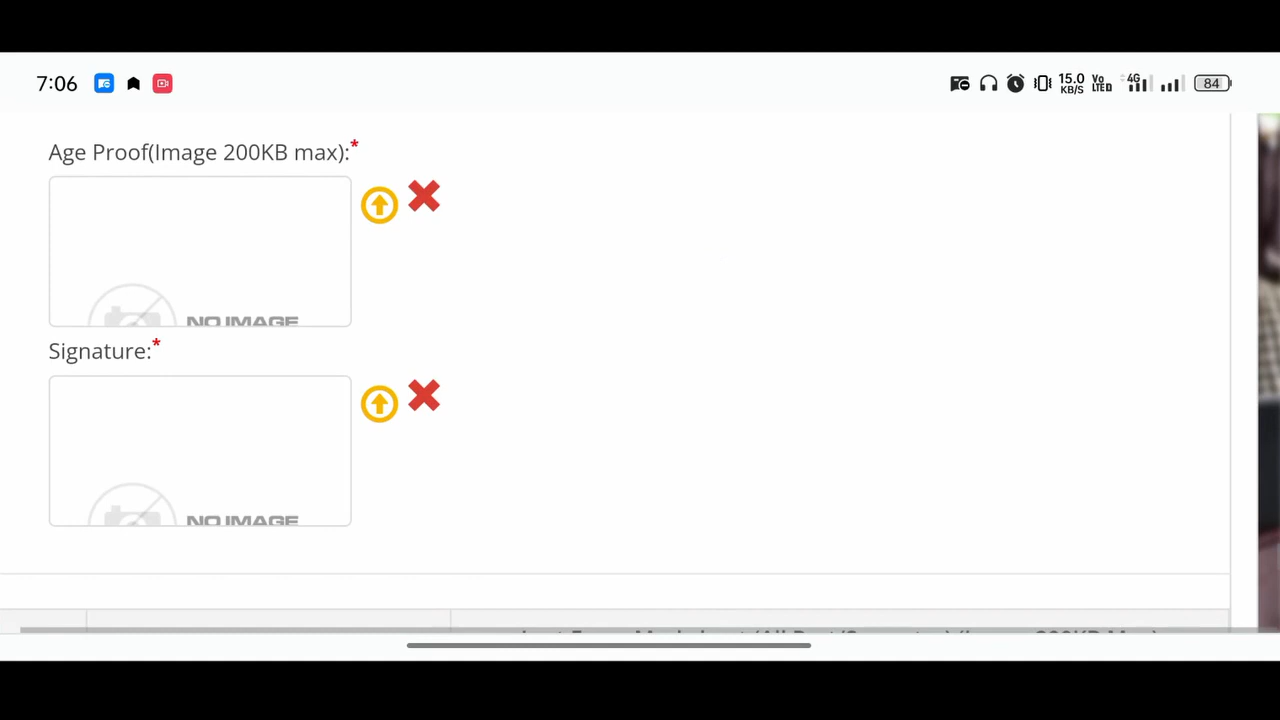 7:06
15.0
KB/S
Vo
LTE D
4G
84
Age Proof(Image 200KB max):*
NO IMAGE
Signature:*
NO IMAGE